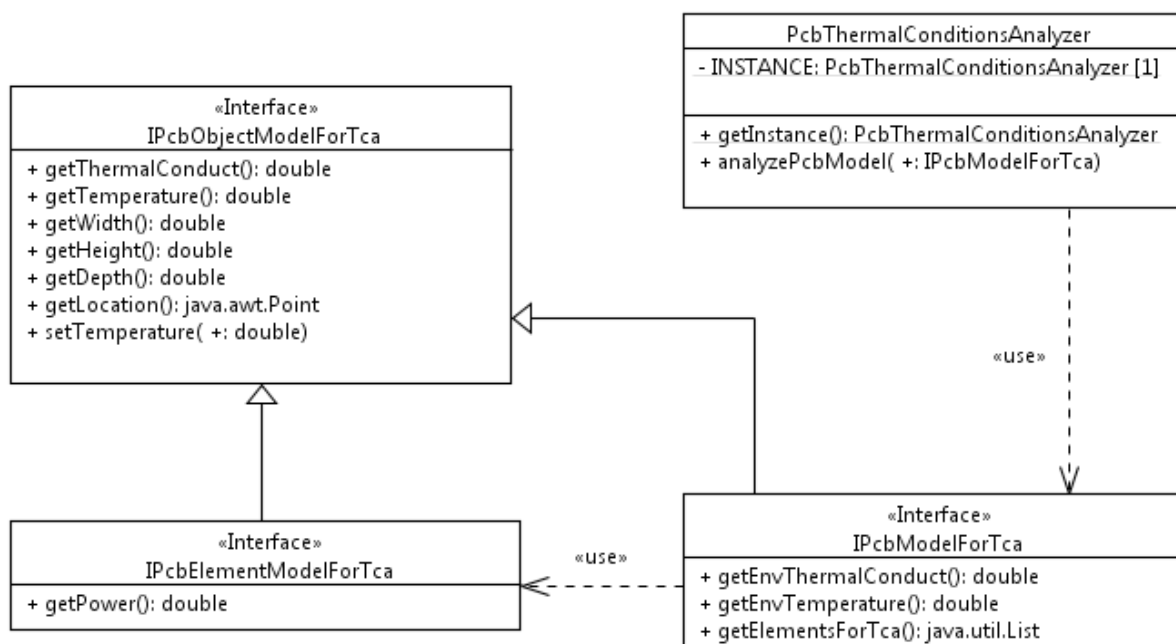 PcbThermalConditionsAnalyzer
- INSTANCE: PcbThermalConditionsAnalyzer [1]
+ getInstance(): PcbThermalConditionsAnalyzer
+ analyzePcbModel( +: IPcbModelForTca)
«Interface»
IPcbObjectModelForTca
+ getThermalConduct(): double
+ getTemperature(): double
+ getWidth(): double
+ getHeight(): double
+ getDepth(): double
+ getLocation(): java.awt.Point
+ setTemperature( +: double)
«use»
«Interface»
IPcbElementModelForTca
+ getPower(): double
«use»
«Interface»
IPcbModelForTca
+ getEnvThermalConduct(): double
+ getEnvTemperature(): double
+ getElementsForTca(): java.util.List